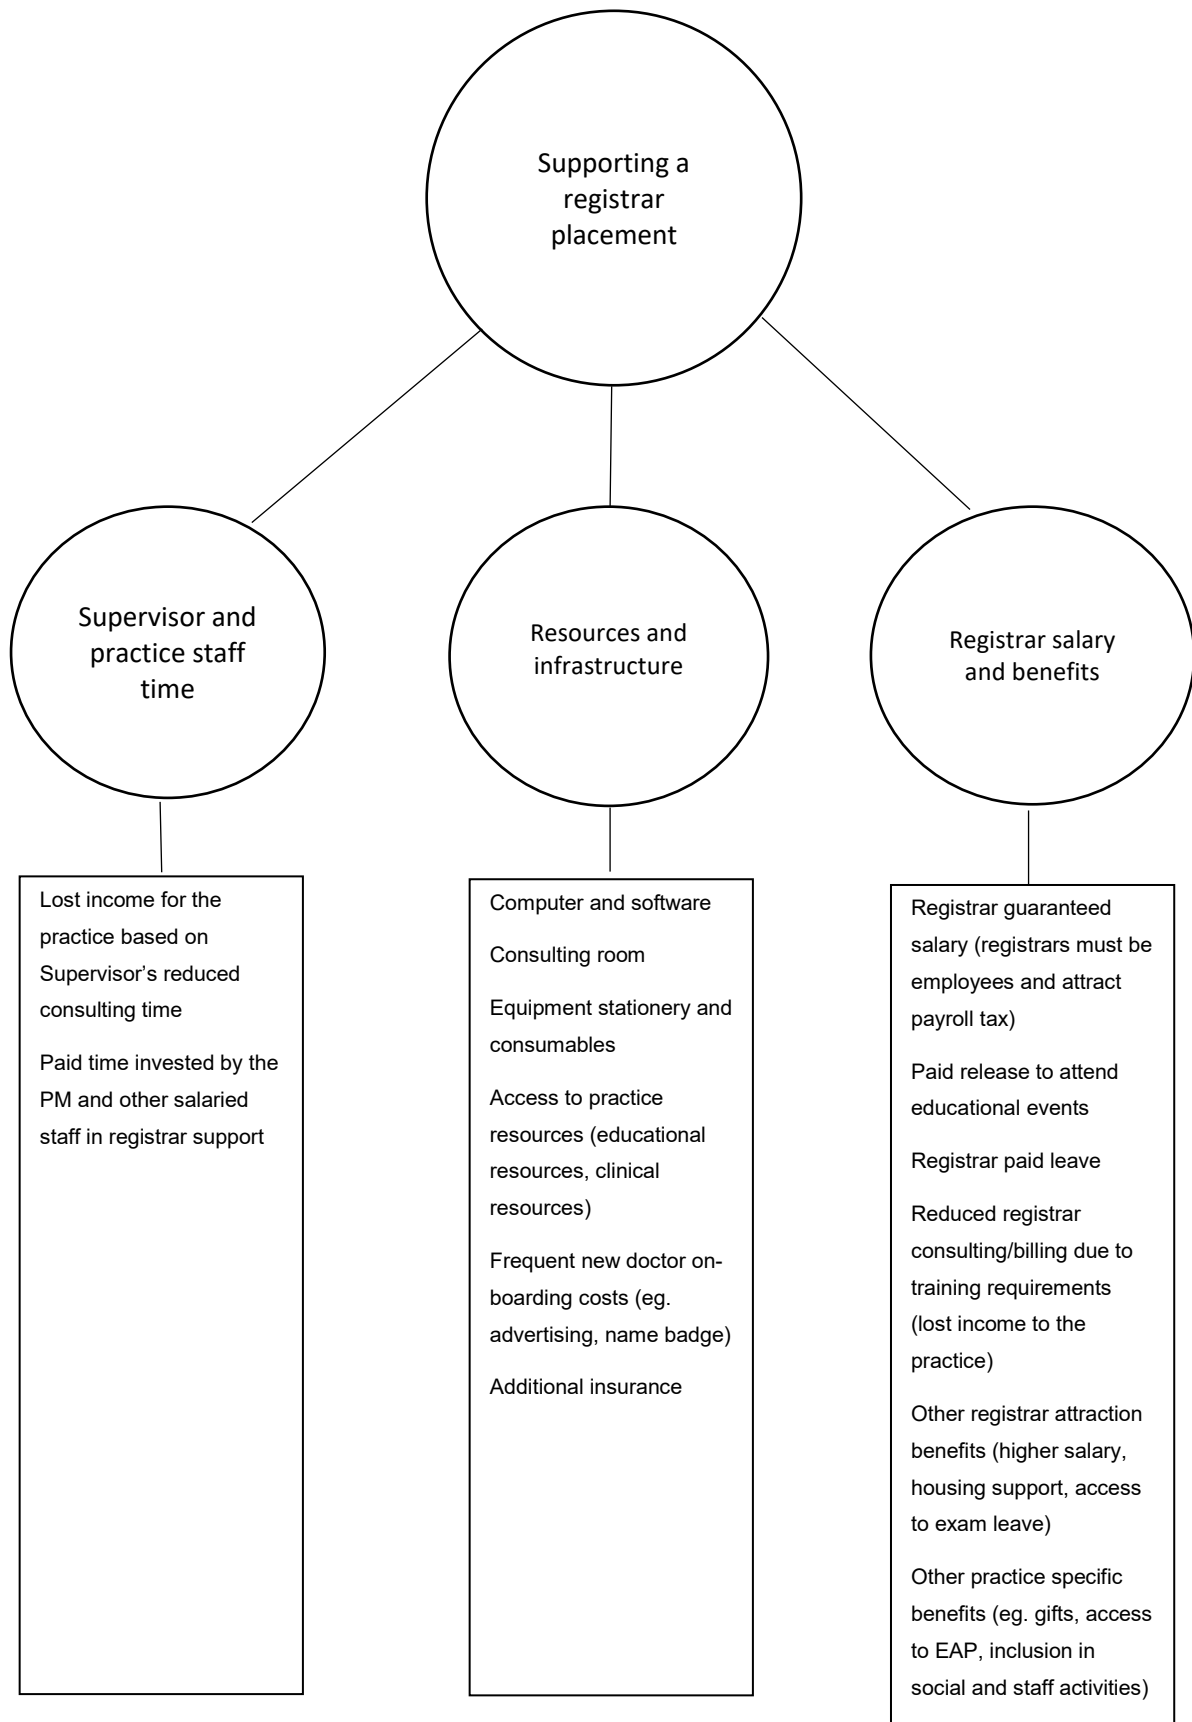 Supporting a
registrar
placement
Supervisor and
practice staff
time
Resources and
infrastructure
Registrar salary
and benefits
Lost income for the
practice based on
Supervisor’s reduced
consulting time
Paid time invested by the
PM and other salaried
staff in registrar support
Computer and software
Consulting room
Equipment stationery and
consumables
Access to practice
resources (educational
resources, clinical
resources)
Frequent new doctor on-
boarding costs (eg.
advertising, name badge)
Additional insurance
Registrar guaranteed
salary (registrars must be
employees and attract
payroll tax)
Paid release to attend
educational events
Registrar paid leave
Reduced registrar
consulting/billing due to
training requirements
(lost income to the
practice)
Other registrar attraction
benefits (higher salary,
housing support, access
to exam leave)
Other practice specific
benefits (eg. gifts, access
to EAP, inclusion in
social and staff activities)